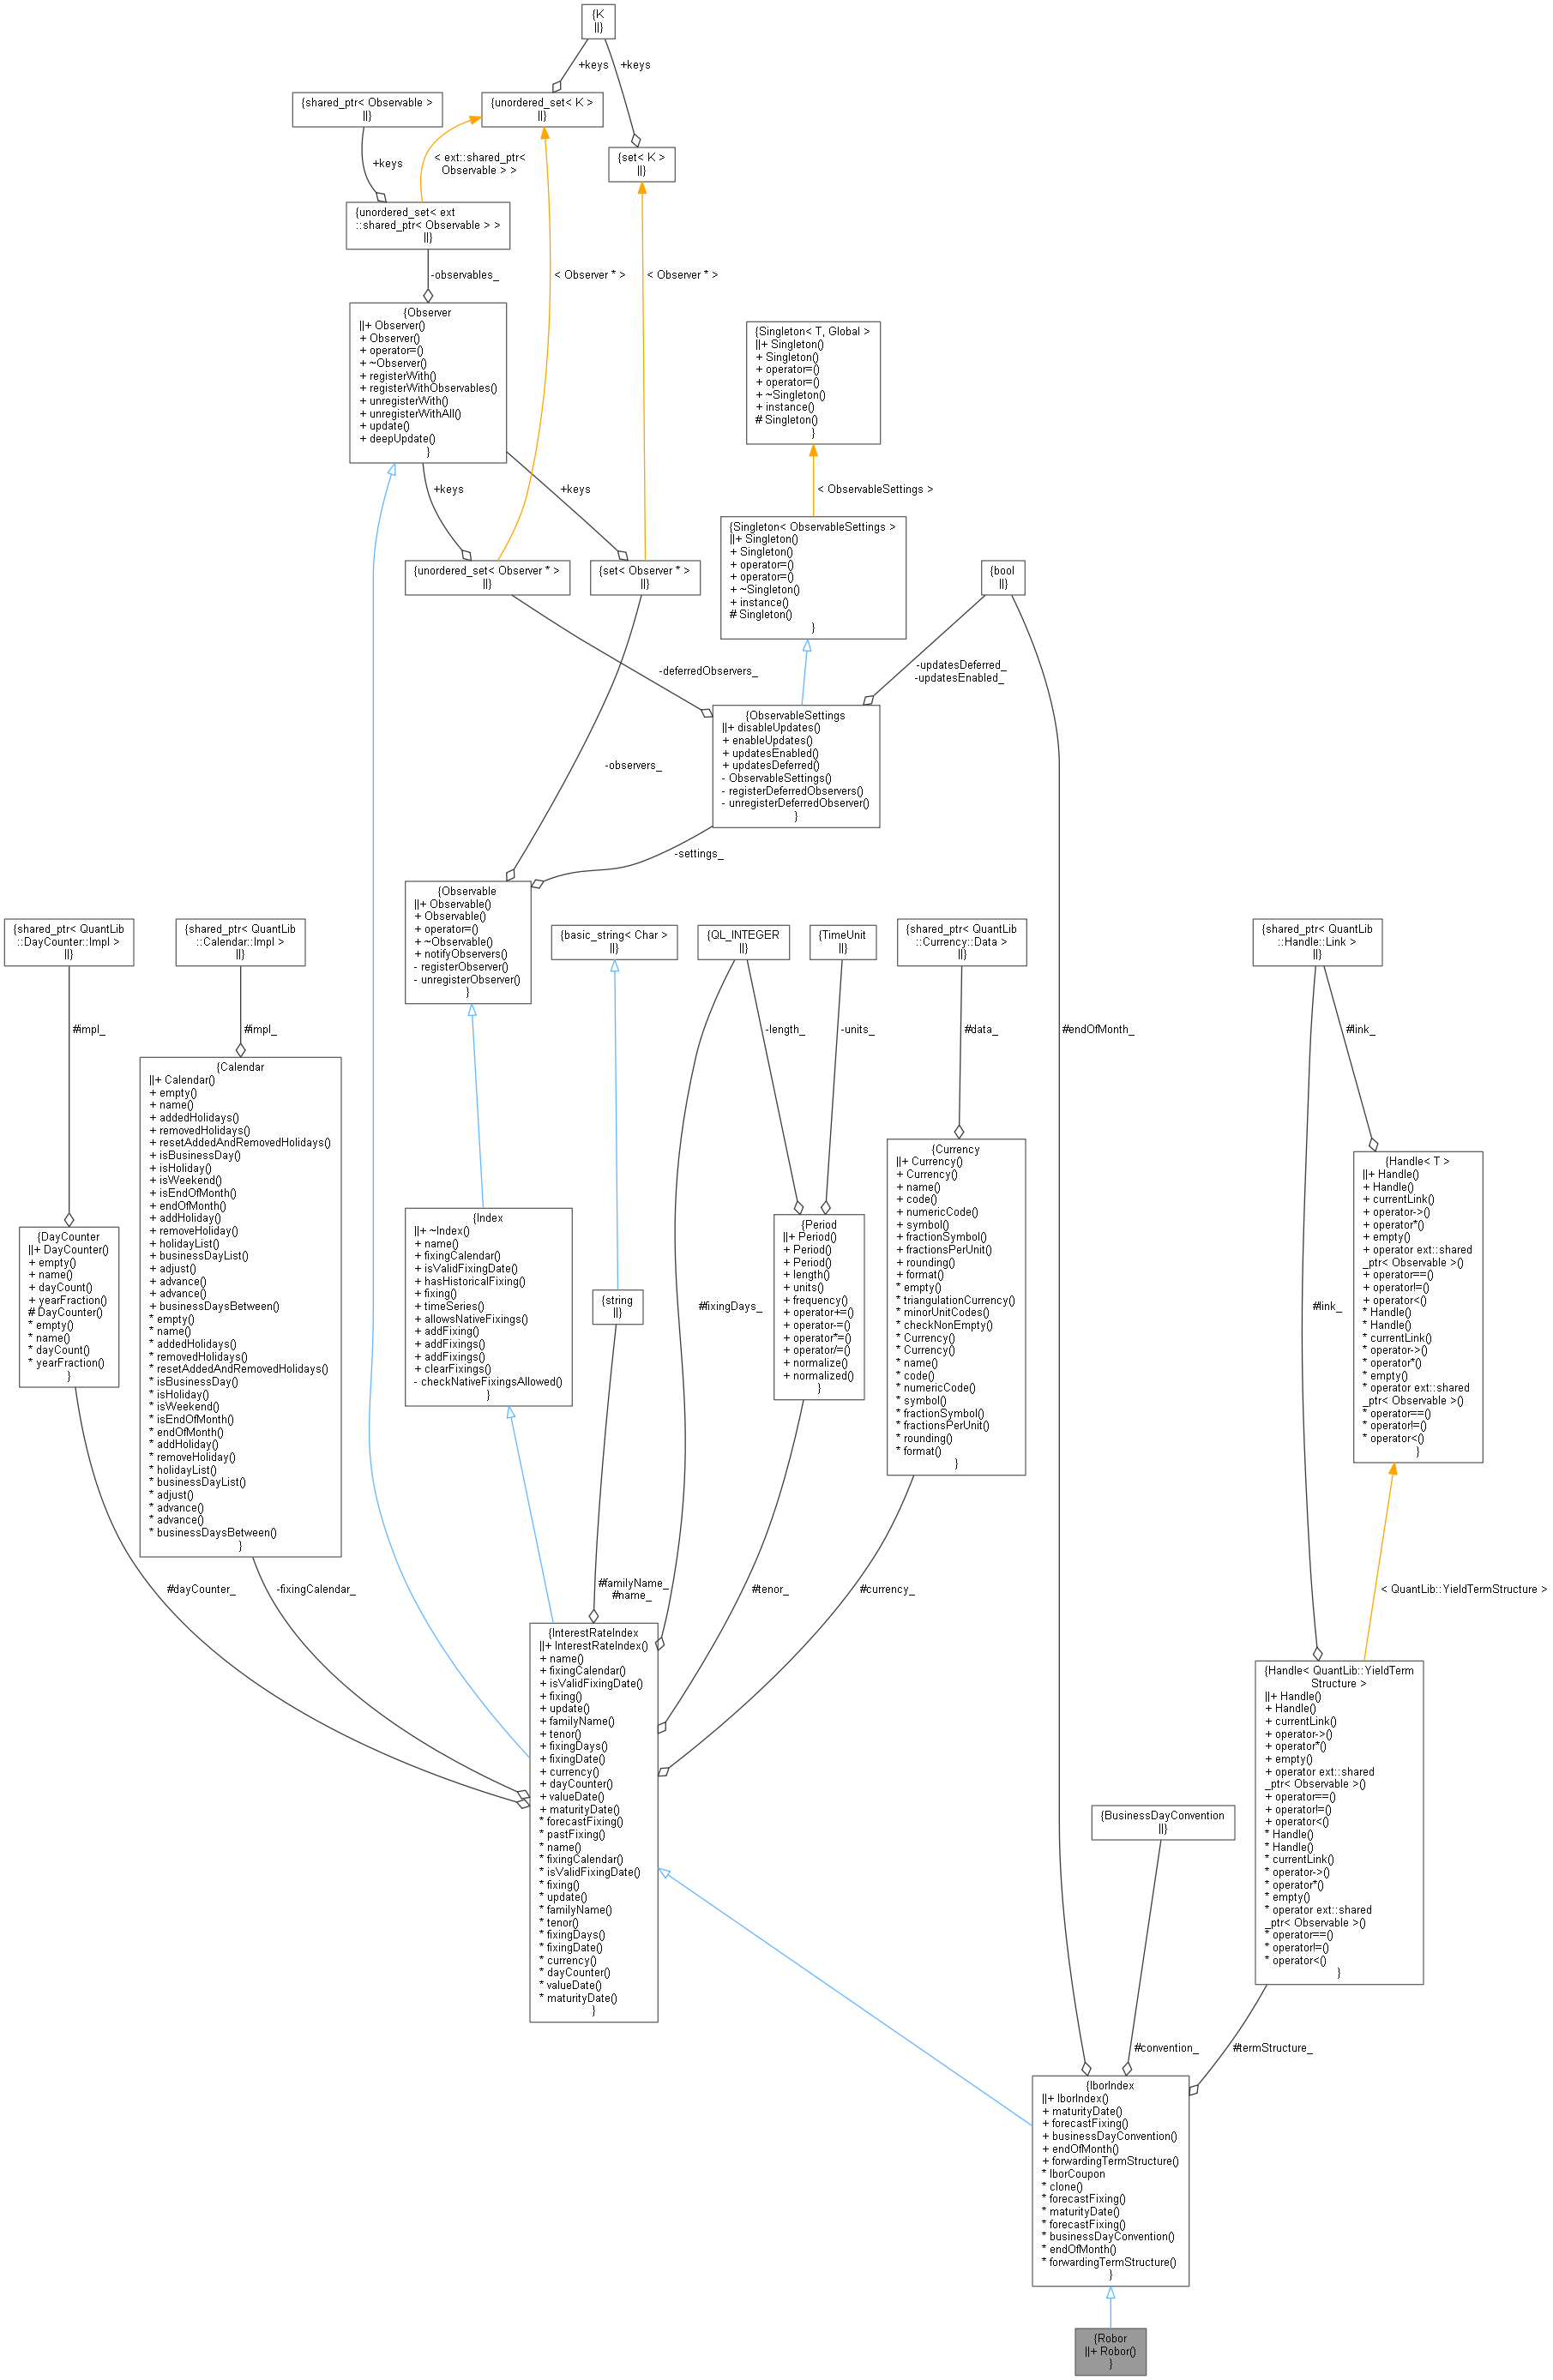 {K
||}
+keys
+keys
{shared_ptr< Observable >
||}
{unordered_set< K >
||}
+keys
< ext::shared_ptr<
Observable > >
{set< K >
||}
{unordered_set< ext
::shared_ptr< Observable > >
||}
-observables_
< Observer * >
< Observer * >
{Observer
||+ Observer()
+ Observer()
+ operator=()
+ ~Observer()
+ registerWith()
+ registerWithObservables()
+ unregisterWith()
+ unregisterWithAll()
+ update()
+ deepUpdate()
}
{Singleton< T, Global >
||+ Singleton()
+ Singleton()
+ operator=()
+ operator=()
+ ~Singleton()
+ instance()
# Singleton()
}
+keys
+keys
< ObservableSettings >
{unordered_set< Observer * >
||}
{set< Observer * >
||}
{Singleton< ObservableSettings >
||+ Singleton()
+ Singleton()
+ operator=()
+ operator=()
+ ~Singleton()
+ instance()
# Singleton()
}
{bool
||}
-deferredObservers_
-updatesDeferred_
-updatesEnabled_
-observers_
{ObservableSettings
||+ disableUpdates()
+ enableUpdates()
+ updatesEnabled()
+ updatesDeferred()
- ObservableSettings()
- registerDeferredObservers()
- unregisterDeferredObserver()
}
-settings_
{Observable
||+ Observable()
+ Observable()
+ operator=()
+ ~Observable()
+ notifyObservers()
- registerObserver()
- unregisterObserver()
}
{shared_ptr< QuantLib
::DayCounter::Impl >
||}
{shared_ptr< QuantLib
::Calendar::Impl >
||}
{basic_string< Char >
||}
{QL_INTEGER
||}
{TimeUnit
||}
{shared_ptr< QuantLib
::Currency::Data >
||}
{shared_ptr< QuantLib
::Handle::Link >
||}
#impl_
#impl_
-length_
-units_
#data_
#endOfMonth_
#link_
{Calendar
||+ Calendar()
+ empty()
+ name()
+ addedHolidays()
+ removedHolidays()
+ resetAddedAndRemovedHolidays()
+ isBusinessDay()
+ isHoliday()
+ isWeekend()
+ isEndOfMonth()
+ endOfMonth()
+ addHoliday()
+ removeHoliday()
+ holidayList()
+ businessDayList()
+ adjust()
+ advance()
+ advance()
+ businessDaysBetween()
* empty()
* name()
* addedHolidays()
* removedHolidays()
* resetAddedAndRemovedHolidays()
* isBusinessDay()
* isHoliday()
* isWeekend()
* isEndOfMonth()
* endOfMonth()
* addHoliday()
* removeHoliday()
* holidayList()
* businessDayList()
* adjust()
* advance()
* advance()
* businessDaysBetween()
}
{DayCounter
||+ DayCounter()
+ empty()
+ name()
+ dayCount()
+ yearFraction()
# DayCounter()
* empty()
* name()
* dayCount()
* yearFraction()
}
{Index
||+ ~Index()
+ name()
+ fixingCalendar()
+ isValidFixingDate()
+ hasHistoricalFixing()
+ fixing()
+ timeSeries()
+ allowsNativeFixings()
+ addFixing()
+ addFixings()
+ addFixings()
+ clearFixings()
- checkNativeFixingsAllowed()
}
{string
||}
#fixingDays_
{Period
||+ Period()
+ Period()
+ Period()
+ length()
+ units()
+ frequency()
+ operator+=()
+ operator-=()
+ operator*=()
+ operator/=()
+ normalize()
+ normalized()
}
{Currency
||+ Currency()
+ Currency()
+ name()
+ code()
+ numericCode()
+ symbol()
+ fractionSymbol()
+ fractionsPerUnit()
+ rounding()
+ format()
* empty()
* triangulationCurrency()
* minorUnitCodes()
* checkNonEmpty()
* Currency()
* Currency()
* name()
* code()
* numericCode()
* symbol()
* fractionSymbol()
* fractionsPerUnit()
* rounding()
* format()
}
#link_
{Handle< T >
||+ Handle()
+ Handle()
+ currentLink()
+ operator->()
+ operator*()
+ empty()
+ operator ext::shared
_ptr< Observable >()
+ operator==()
+ operator!=()
+ operator<()
* Handle()
* Handle()
* currentLink()
* operator->()
* operator*()
* empty()
* operator ext::shared
_ptr< Observable >()
* operator==()
* operator!=()
* operator<()
}
#dayCounter_
-fixingCalendar_
#familyName_
#name_
#tenor_
#currency_
< QuantLib::YieldTermStructure >
{InterestRateIndex
||+ InterestRateIndex()
+ name()
+ fixingCalendar()
+ isValidFixingDate()
+ fixing()
+ update()
+ familyName()
+ tenor()
+ fixingDays()
+ fixingDate()
+ currency()
+ dayCounter()
+ valueDate()
+ maturityDate()
* forecastFixing()
* pastFixing()
* name()
* fixingCalendar()
* isValidFixingDate()
* fixing()
* update()
* familyName()
* tenor()
* fixingDays()
* fixingDate()
* currency()
* dayCounter()
* valueDate()
* maturityDate()
}
{BusinessDayConvention
||}
{Handle< QuantLib::YieldTerm
Structure >
||+ Handle()
+ Handle()
+ currentLink()
+ operator->()
+ operator*()
+ empty()
+ operator ext::shared
_ptr< Observable >()
+ operator==()
+ operator!=()
+ operator<()
* Handle()
* Handle()
* currentLink()
* operator->()
* operator*()
* empty()
* operator ext::shared
_ptr< Observable >()
* operator==()
* operator!=()
* operator<()
}
#convention_
#termStructure_
{IborIndex
||+ IborIndex()
+ maturityDate()
+ forecastFixing()
+ businessDayConvention()
+ endOfMonth()
+ forwardingTermStructure()
* IborCoupon
* clone()
* forecastFixing()
* maturityDate()
* forecastFixing()
* businessDayConvention()
* endOfMonth()
* forwardingTermStructure()
}
{Robor
||+ Robor()
}